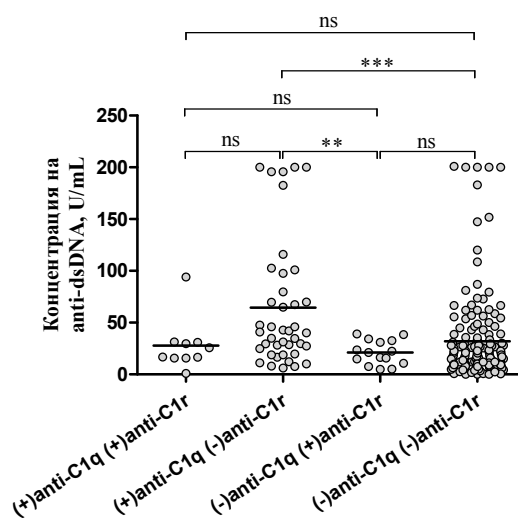 ns
***
ns
ns ** ns
Концентрация на
anti-dsDNA, U/mL
250
200
150
100
50
0
(+)anti-C1q (+)anti-C1r
(+)anti-C1q (-)anti-C1r
(-)anti-C1q (+)anti-C1r
(-)anti-C1q (-)anti-C1r